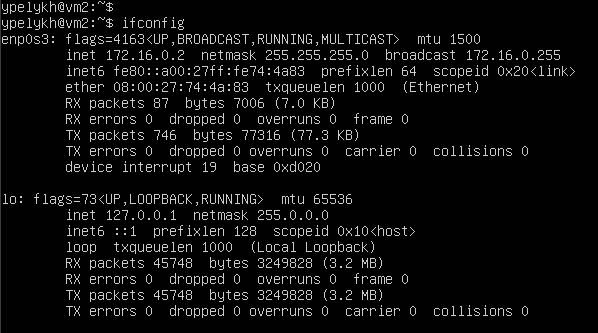 ypelykh@vm2:~$
ypelykh@vm2:~$ ifconfig
enp0s3: flags=4163<UP,BROADCAST,RUNNING,MULTICAST>  mtu 1500
        inet 172.16.0.2  netmask 255.255.255.0  broadcast 172.16.0.255
        inet6 fe80::a00:27ff:fe74:4a83  prefixlen 64  scopeid 0x20<link>
        ether 08:00:27:74:4a:83  txqueuelen 1000  (Ethernet)
        RX packets 87  bytes 7006 (7.0 KB)
        RX errors 0  dropped 0  overruns 0  frame 0
        TX packets 746  bytes 77316 (77.3 KB)
        TX errors 0  dropped 0 overruns 0  carrier 0  collisions 0
        device interrupt 19  base 0xd020

lo: flags=73<UP,LOOPBACK,RUNNING>  mtu 65536
        inet 127.0.0.1  netmask 255.0.0.0
        inet6 ::1  prefixlen 128  scopeid 0x10<host>
        loop  txqueuelen 1000  (Local Loopback)
        RX packets 45748  bytes 3249828 (3.2 MB)
        RX errors 0  dropped 0  overruns 0  frame 0
        TX packets 45748  bytes 3249828 (3.2 MB)
        TX errors 0  dropped 0 overruns 0  carrier 0  collisions 0